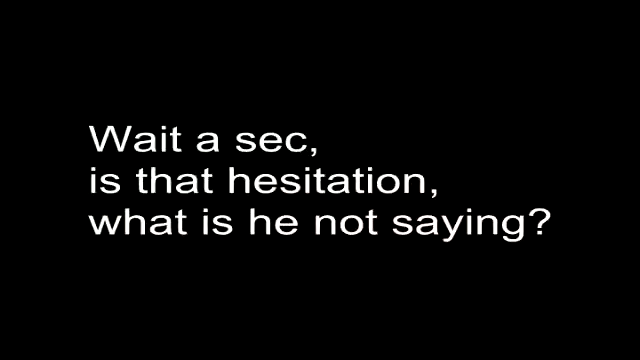 Wait a sec,
is that hesitation,
what is he not saying?